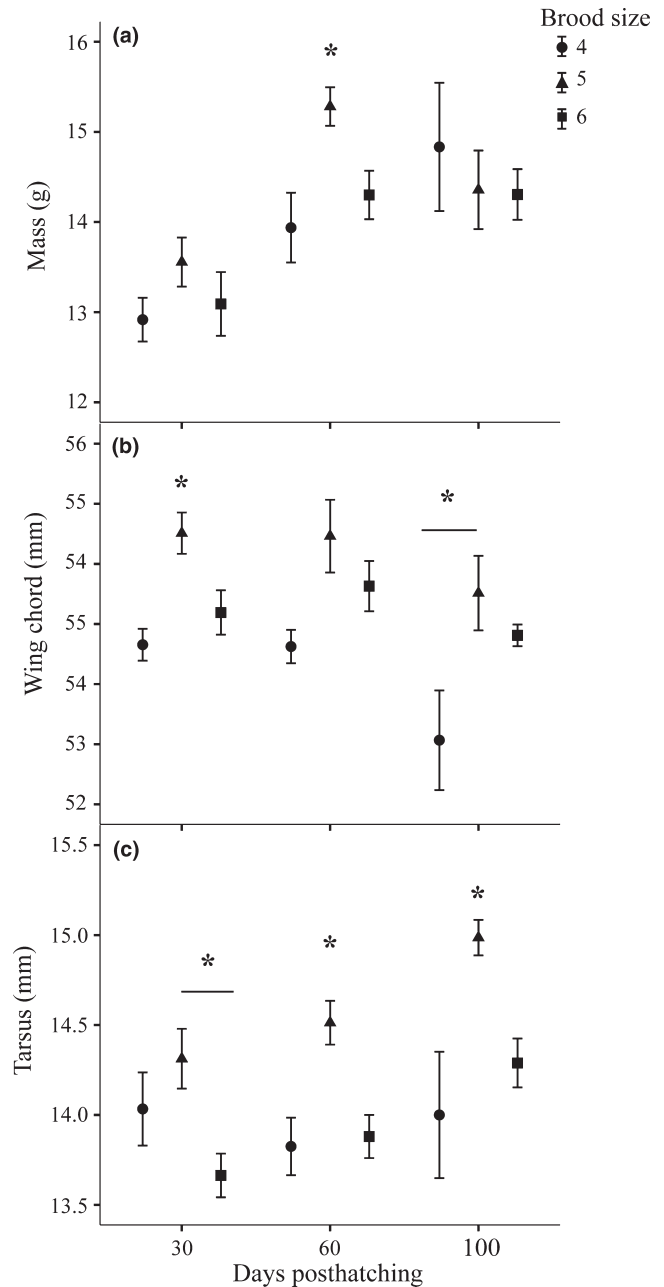 (a)
Brood size
4
5
6
*
16
15
14
13
12
Mass (g)
(b)
*
*
56
55
54
55
54
53
52
Wing chord (mm)
(c)
*
*
*
15.5
15.0
14.5
14.0
13.5
Tarsus (mm)
30 60 100
Days posthatching